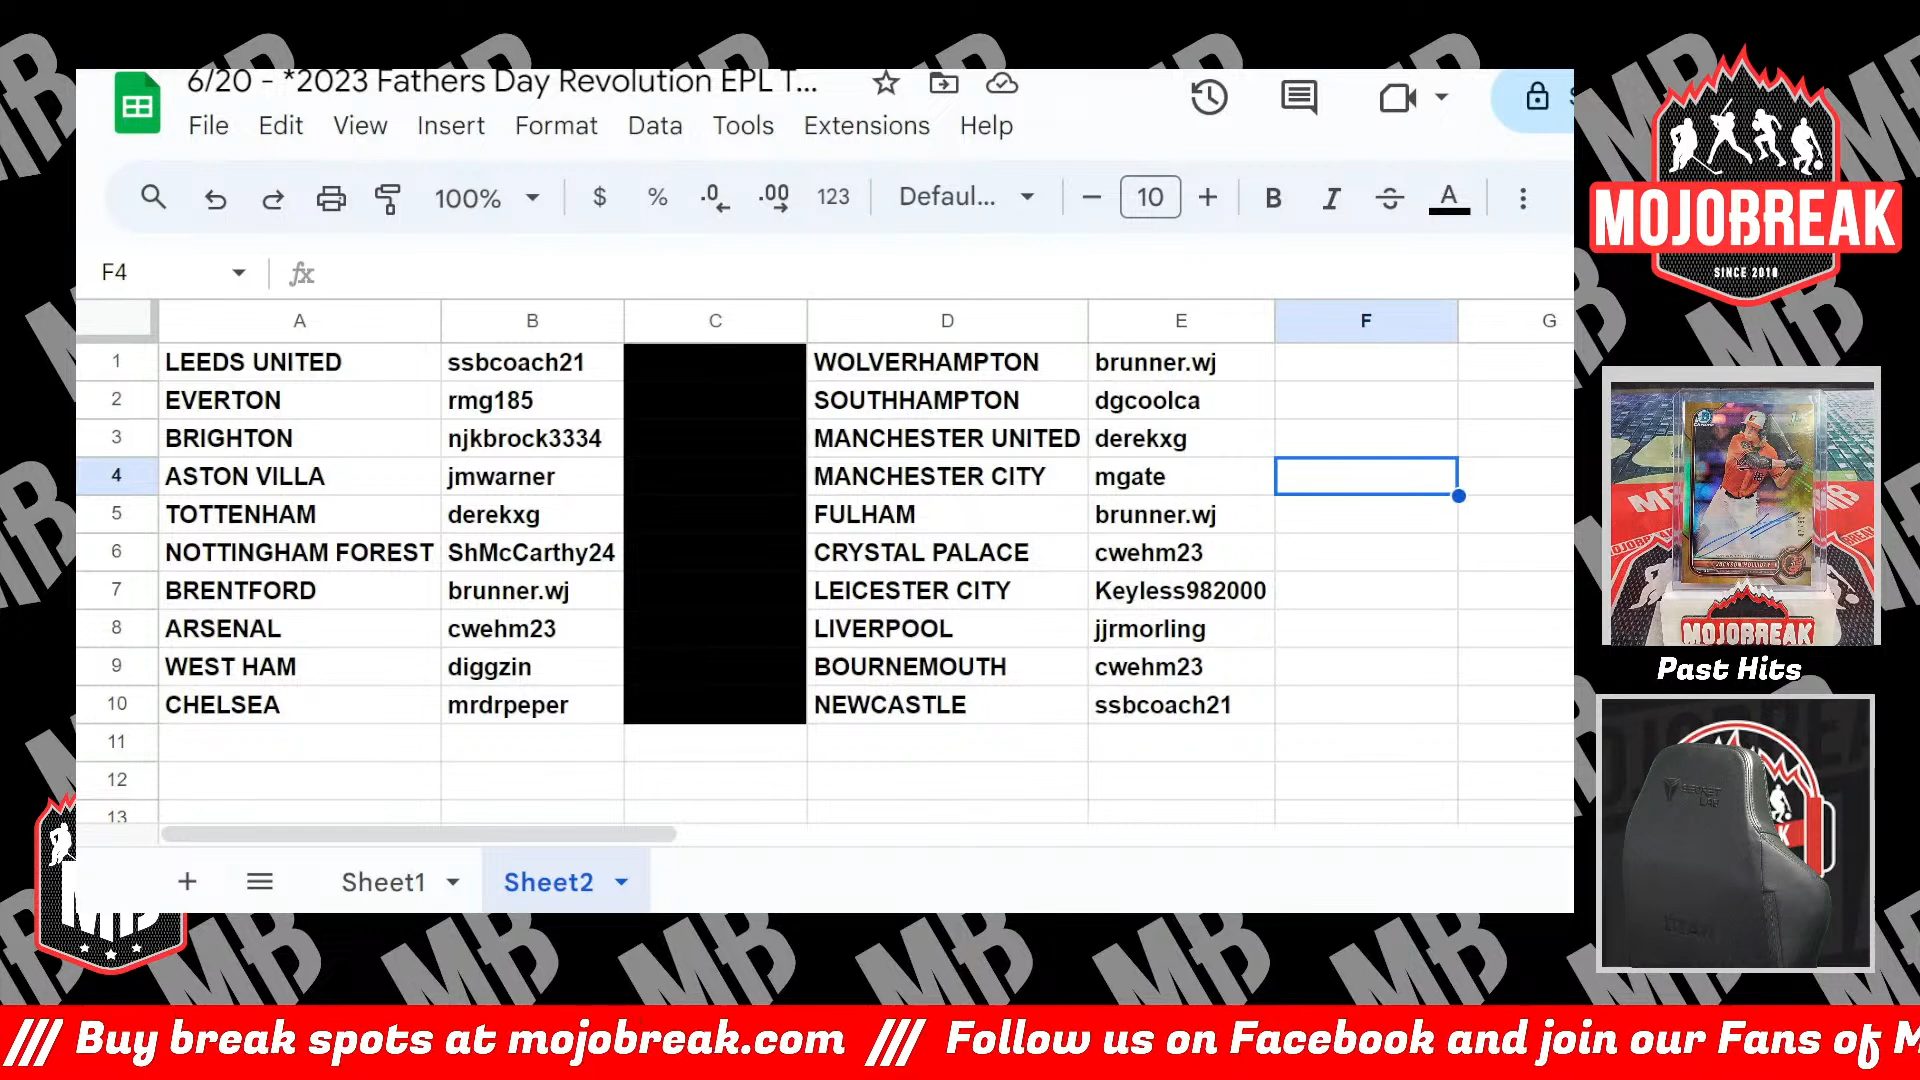 6/20 - *2023 Fathers Day Revolution EPL T...
File Edit View Insert Format Data Tools Extensions Help
100% $ % .0 .00 123 Defaul... 10 B I A
F4 fx
A B C D E F G
1 LEEDS UNITED ssbcoach21 WOLVERHAMPTON brunner.wj
2 EVERTON rmg185 SOUTHHAMPTON dgcoolca
3 BRIGHTON njkbrock3334 MANCHESTER UNITED derekxg
4 ASTON VILLA jmwarner MANCHESTER CITY mgate
5 TOTTENHAM derekxg FULHAM brunner.wj
6 NOTTINGHAM FOREST ShMcCarthy24 CRYSTAL PALACE cwehm23
7 BRENTFORD brunner.wj LEICESTER CITY Keyless982000
8 ARSENAL cwehm23 LIVERPOOL jjrmorling
9 WEST HAM diggzin BOURNEMOUTH cwehm23
10 CHELSEA mrdrpeper NEWCASTLE ssbcoach21
11
12
13
Sheet1 Sheet2
MOJOBREAK
SINCE 2010
MOJOBREAK
Past Hits
SECRET LAB
/// Buy break spots at mojobreak.com /// Follow us on Facebook and join our Fans of M